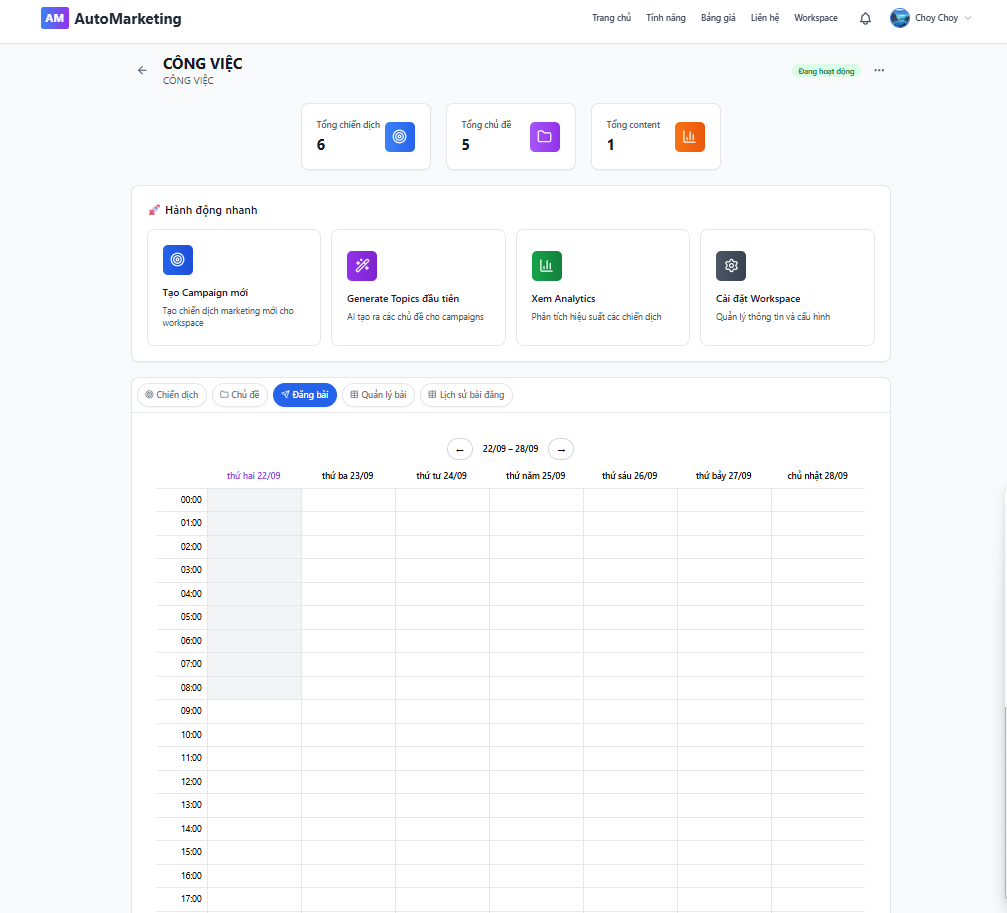 AM AutoMarketing
Trang chủ Tính năng Bảng giá Liên hệ Workspace Choy Choy
CÔNG VIỆC
CÔNG VIỆC
Đang hoạt động
Tổng chiến dịch
6
Tổng chủ đề
5
Tổng content
1
🚀 Hành động nhanh
Tạo Campaign mới
Tạo chiến dịch marketing mới cho
workspace
Generate Topics đầu tiên
AI tạo ra các chủ đề cho campaigns
Xem Analytics
Phân tích hiệu suất các chiến dịch
Cài đặt Workspace
Quản lý thông tin và cấu hình
Chiến dịch Chủ đề Đăng bài Quản lý bài Lịch sử bài đăng
← 22/09 – 28/09 →
thứ hai 22/09 thứ ba 23/09 thứ tư 24/09 thứ năm 25/09 thứ sáu 26/09 thứ bảy 27/09 chủ nhật 28/09
00:00
01:00
02:00
03:00
04:00
05:00
06:00
07:00
08:00
09:00
10:00
11:00
12:00
13:00
14:00
15:00
16:00
17:00